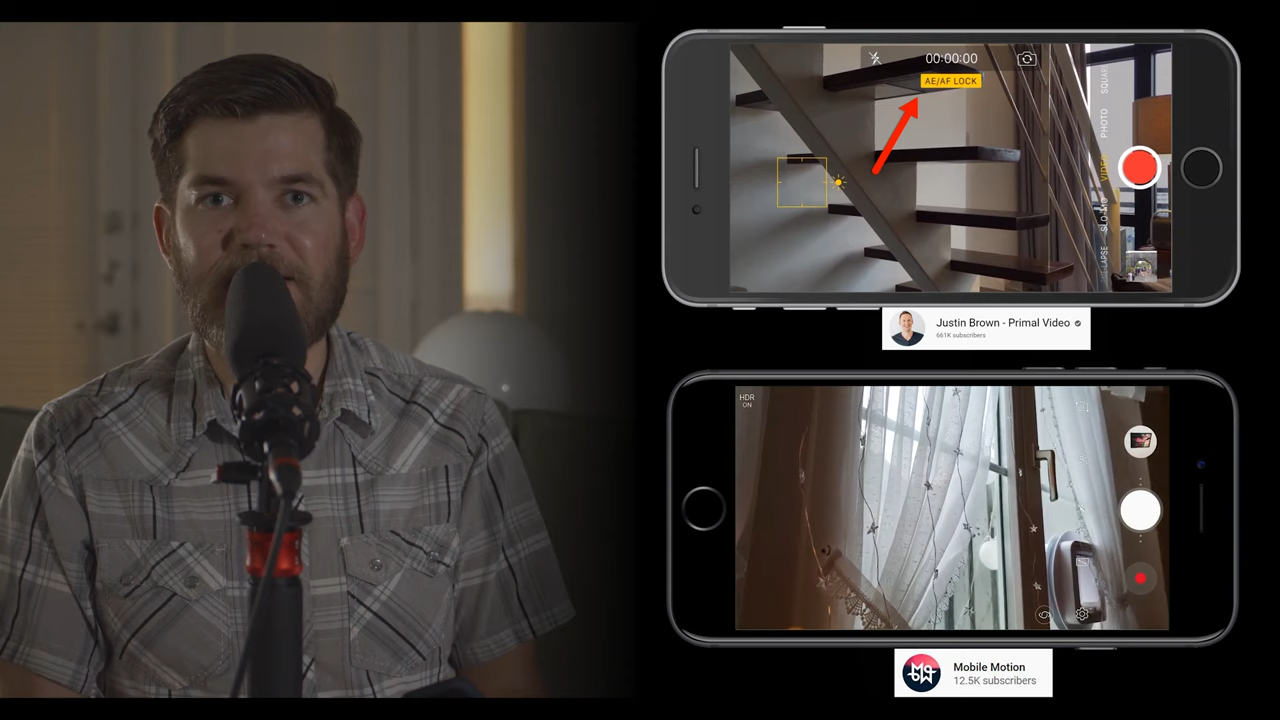 00:00:00
AE/AF LOCK
SQUARE
PHOTO
VIDEO
SLO-MO
Justin Brown - Primal Video
661K subscribers
HDR
ON
Mobile Motion
12.5K subscribers